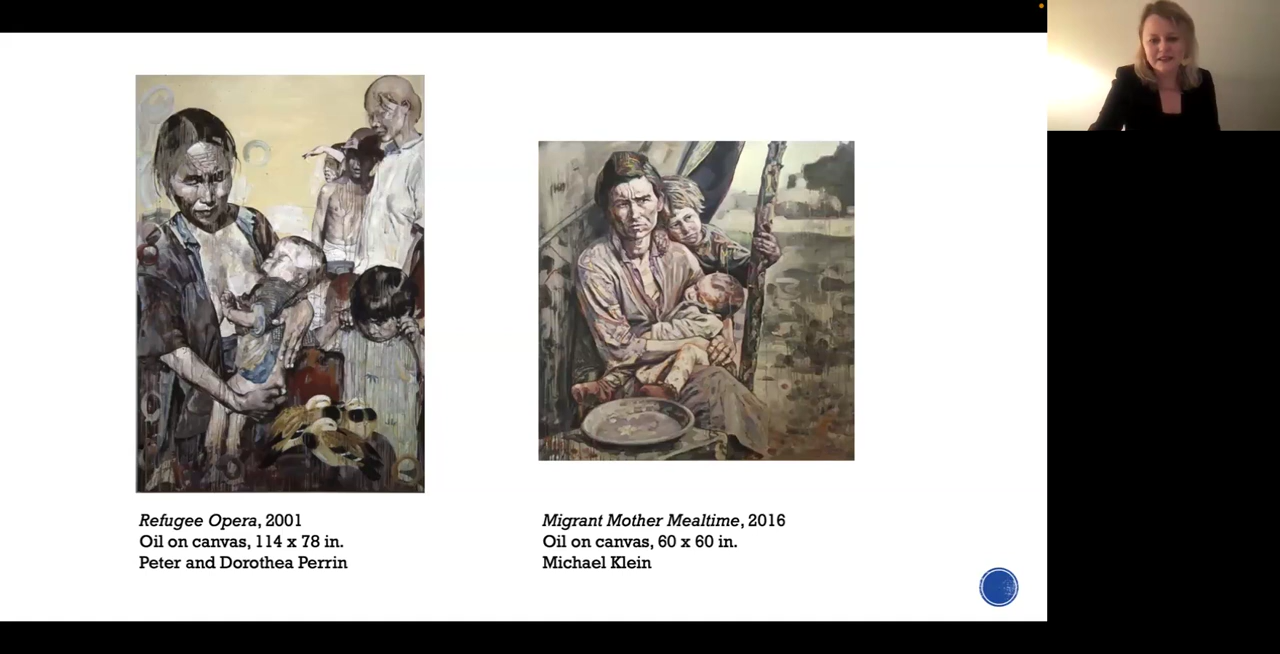 Refugee Opera, 2001
Oil on canvas, 114 x 78 in.
Peter and Dorothea Perrin
Migrant Mother Mealtime, 2016
Oil on canvas, 60 x 60 in.
Michael Klein